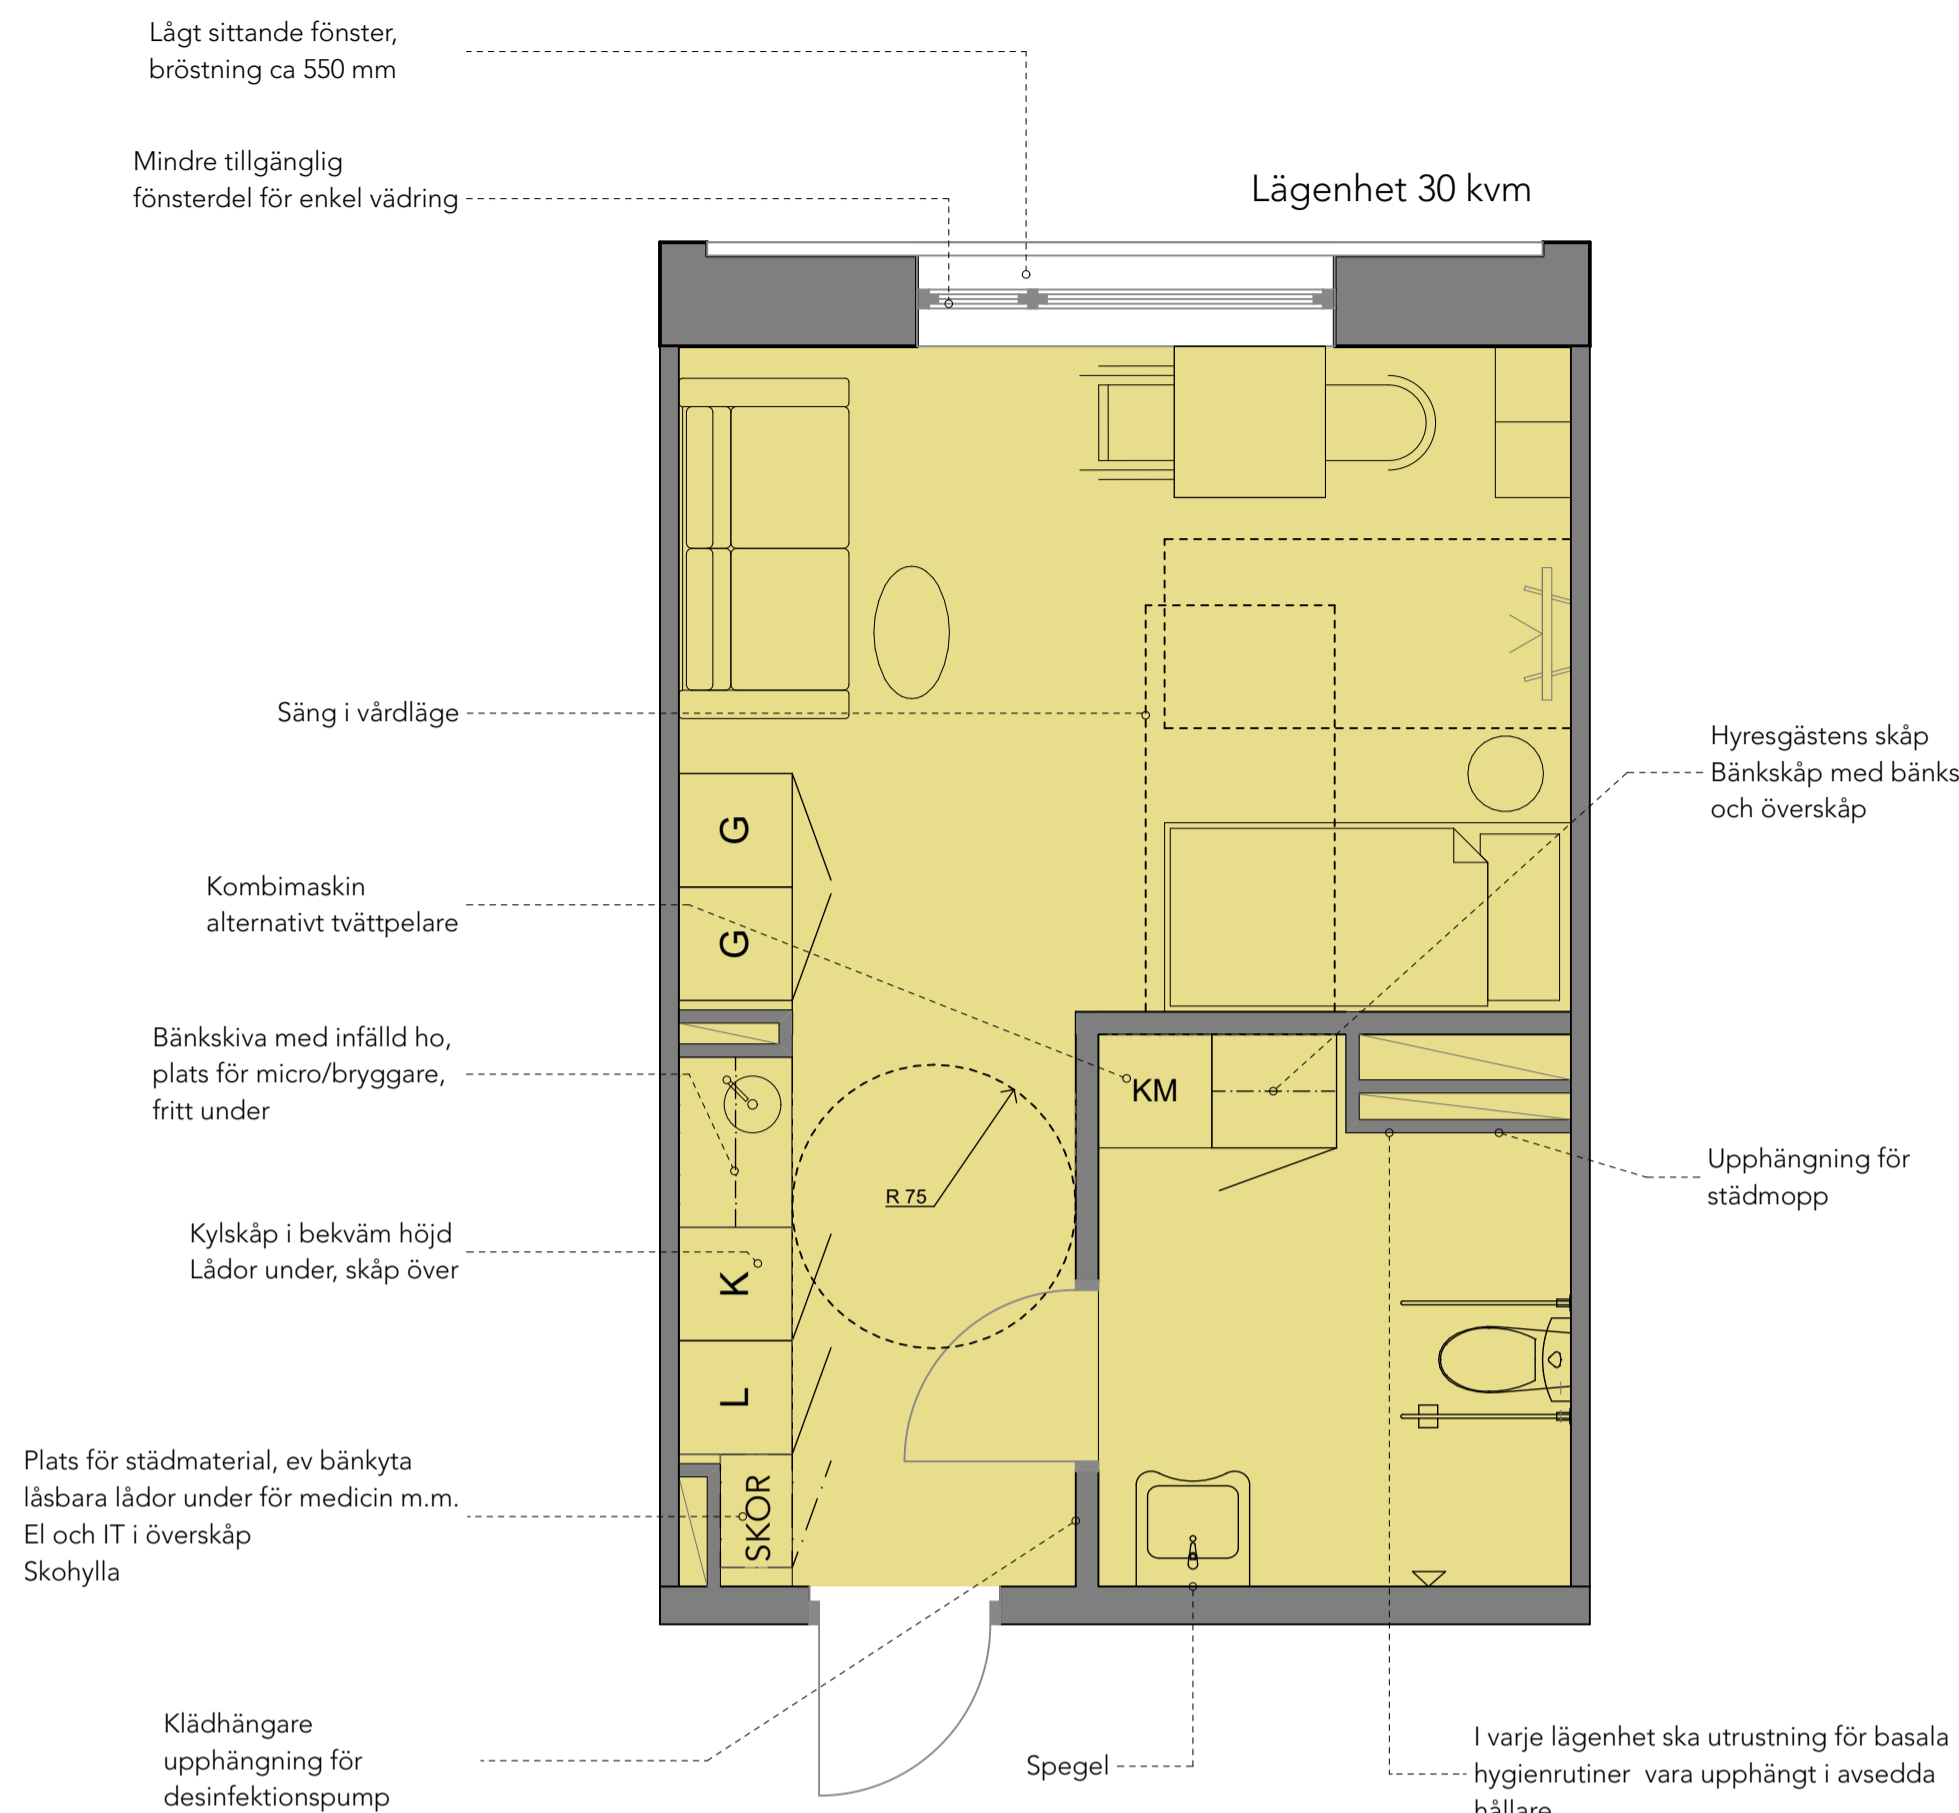 Lågt sittande fönster,
bröstning ca 550 mm
Mindre tillgänglig
fönsterdel för enkel vädring
Lägenhet 30 kvm
Säng i vårdläge
Hyresgästens skåp
Bänkskåp med bänks
och överskåp
G
G
Kombimaskin
alternativt tvättpelare
Bänkskiva med infälld ho,
plats för micro/bryggare,
fritt under
KM
R 75
Upphängning för
städmopp
Kylskåp i bekväm höjd
Lådor under, skåp över
K
L
SKOR
Plats för städmaterial, ev bänkyta
låsbara lådor under för medicin m.m.
El och IT i överskåp
Skohylla
Klädhängare
upphängning för
desinfektionspump
Spegel
I varje lägenhet ska utrustning för basala
hygienrutiner vara upphängt i avsedda
hållare